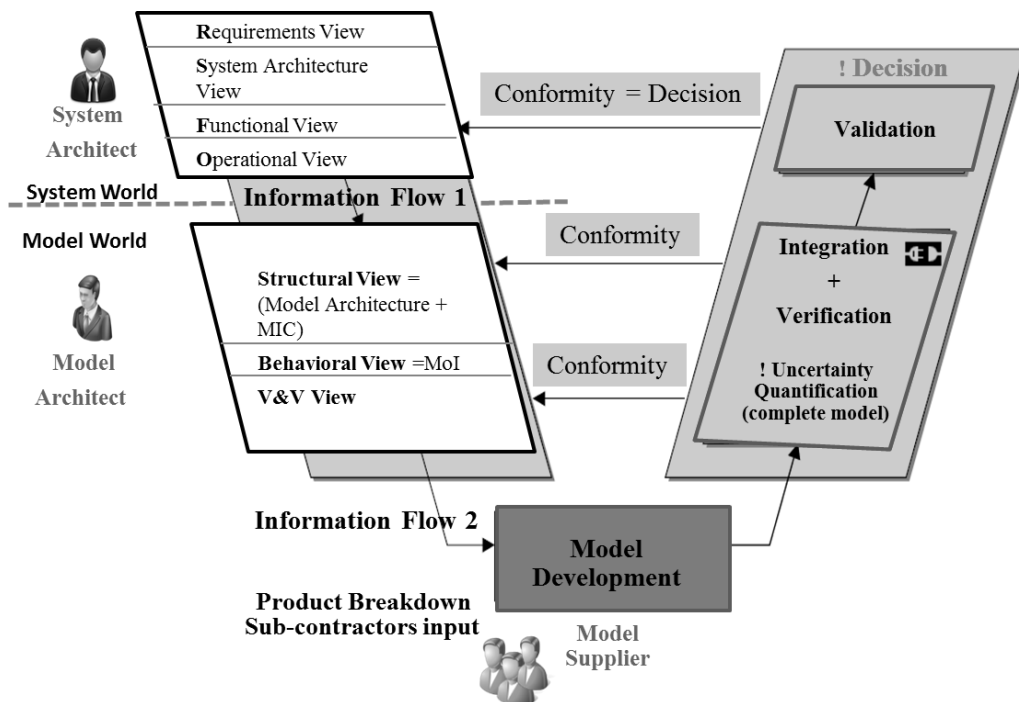 Requirements View
System Architecture
View
Functional View
Operational View
System
Architect
System World
Information Flow 1
Model World
Structural View =
(Model Architecture +
MIC)
Behavioral View =MoI
V&V View
Model
Architect
Conformity = Decision
Conformity
Conformity
! Decision
Validation
Integration
+
Verification
! Uncertainty
Quantification
(complete model)
Information Flow 2
Model
Development
Product Breakdown
Sub-contractors input
Model
Supplier